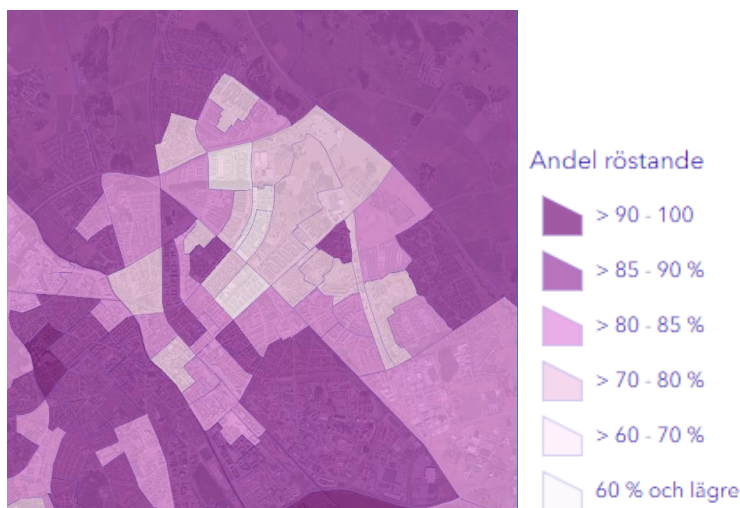 Andel röstande
> 90 - 100
> 85 - 90 %
> 80 - 85 %
> 70 - 80 %
> 60 - 70 %
60 % och lägre